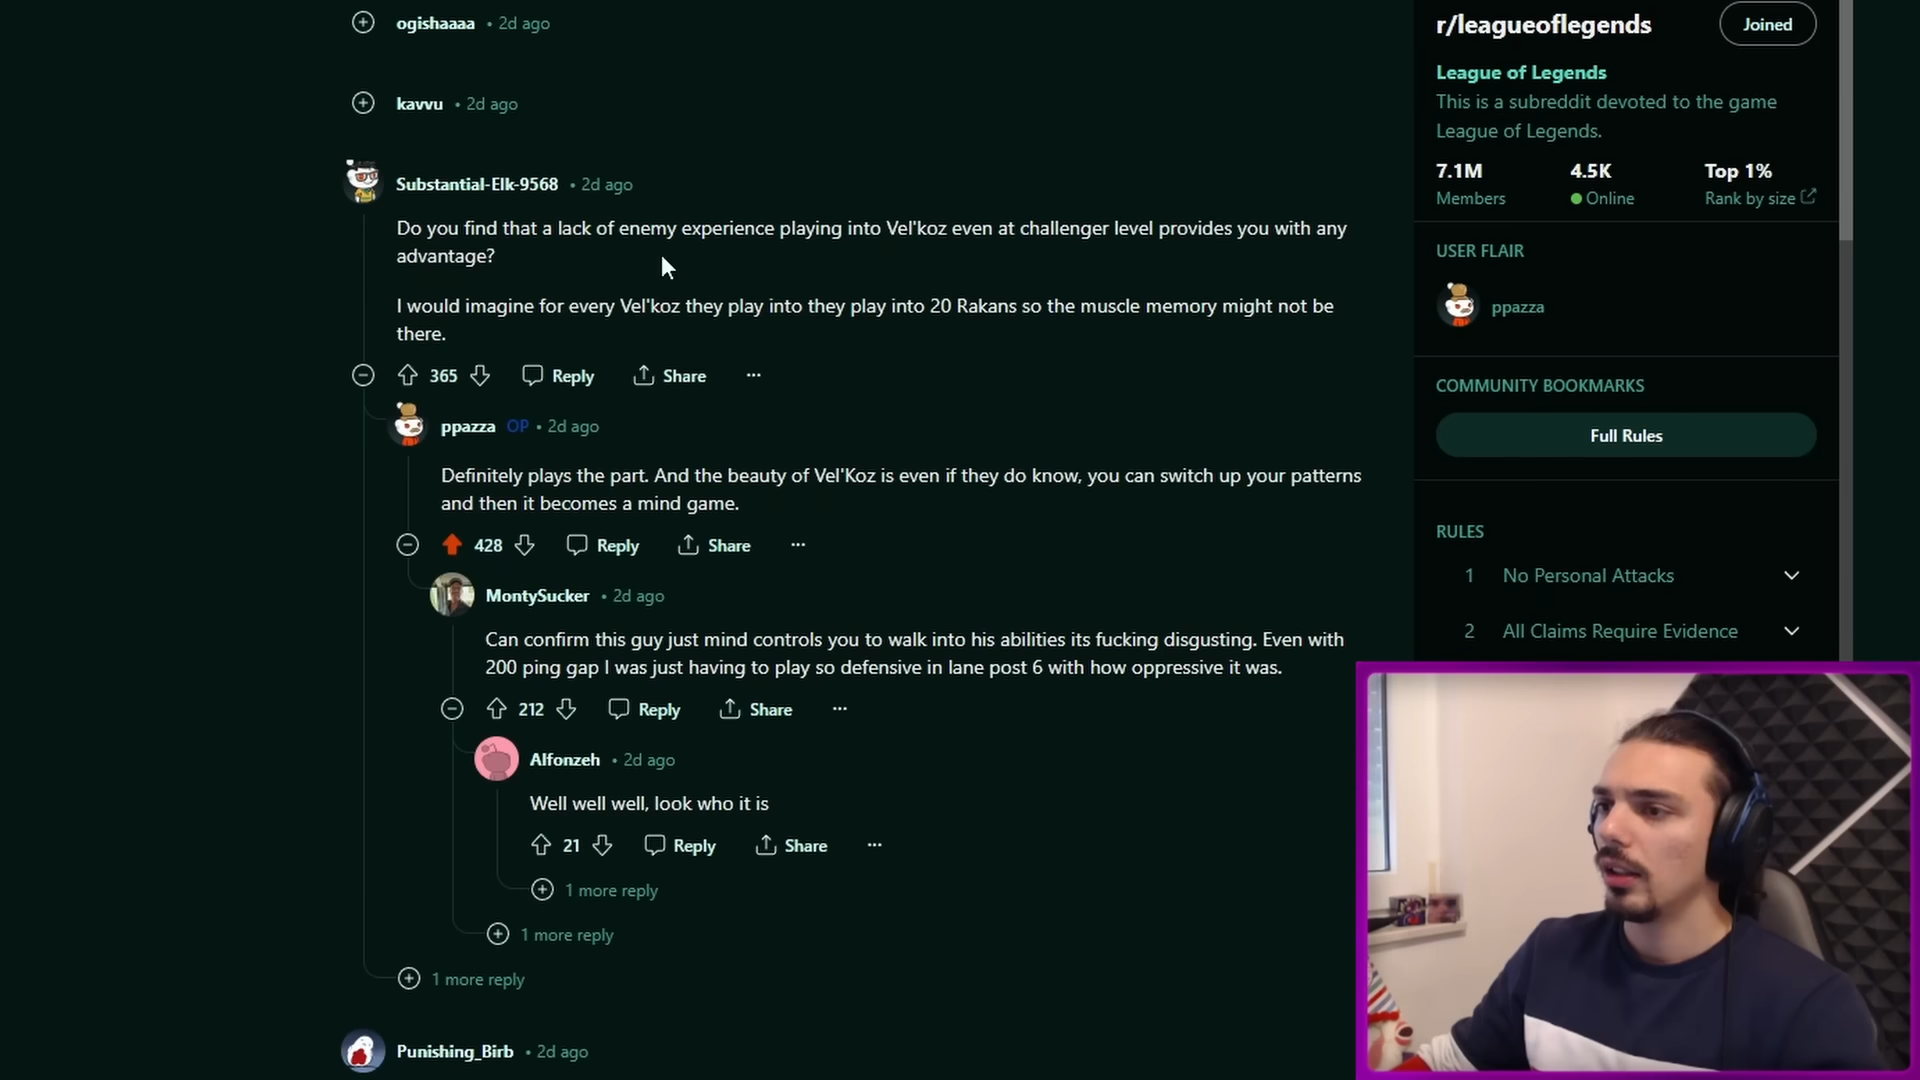 ogishaaaa • 2d ago
kavvu • 2d ago
Substantial-Elk-9568 • 2d ago
Do you find that a lack of enemy experience playing into Vel'koz even at challenger level provides you with any
advantage?
I would imagine for every Vel'koz they play into they play into 20 Rakans so the muscle memory might not be
there.
365 Reply Share ...
ppazza OP • 2d ago
Definitely plays the part. And the beauty of Vel'Koz is even if they do know, you can switch up your patterns
and then it becomes a mind game.
428 Reply Share ...
MontySucker • 2d ago
Can confirm this guy just mind controls you to walk into his abilities its fucking disgusting. Even with
200 ping gap I was just having to play so defensive in lane post 6 with how oppressive it was.
212 Reply Share ...
Alfonzeh • 2d ago
Well well well, look who it is
21 Reply Share ...
1 more reply
1 more reply
1 more reply
Punishing_Birb • 2d ago
r/leagueoflegends Joined
League of Legends
This is a subreddit devoted to the game
League of Legends.
7.1M 4.5K Top 1%
Members Online Rank by size
USER FLAIR
ppazza
COMMUNITY BOOKMARKS
Full Rules
RULES
1 No Personal Attacks
2 All Claims Require Evidence